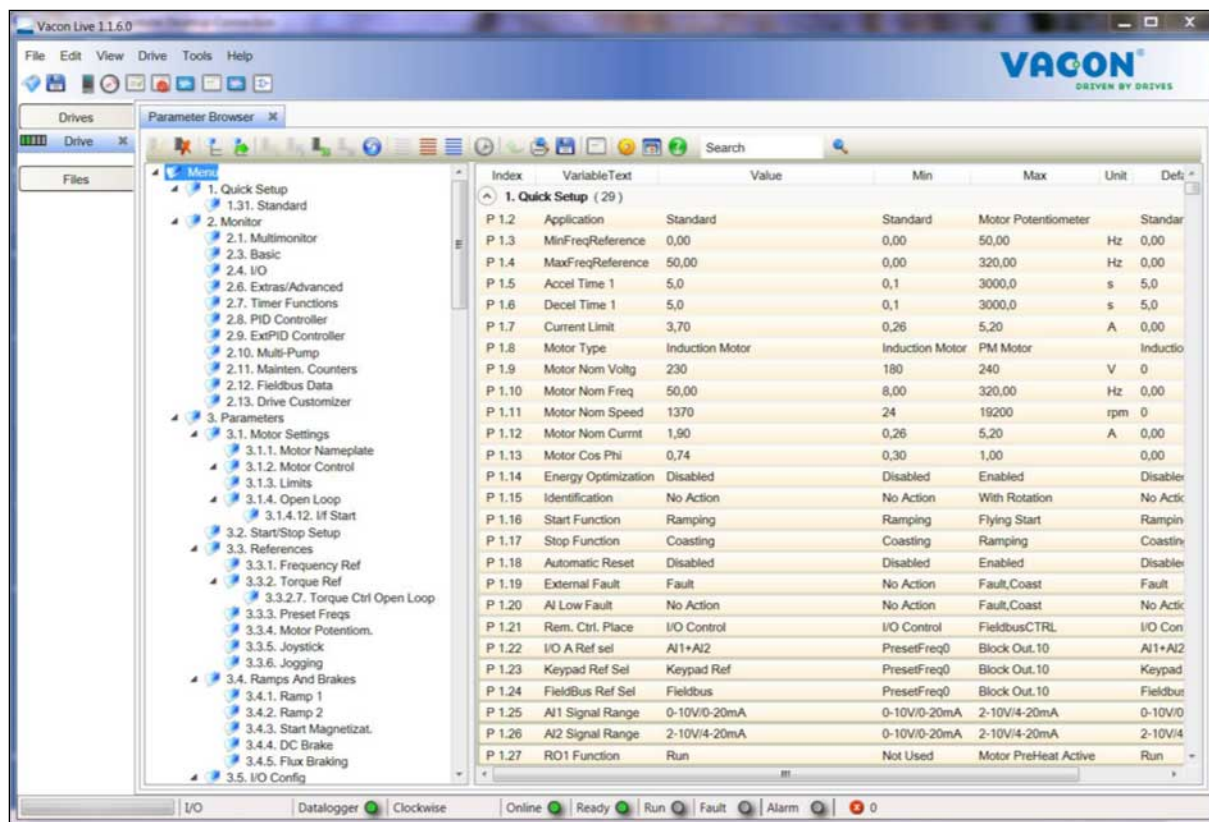 Vacon Live 1.1.6.0
File Edit View Drive Tools Help
VACON®
DRIVEN BY DRIVES
Drives
Drive
Files
Parameter Browser
Search
Menu
1. Quick Setup
1.31. Standard
2. Monitor
2.1. Multimonitor
2.3. Basic
2.4. I/O
2.6. Extras/Advanced
2.7. Timer Functions
2.8. PID Controller
2.9. ExtPID Controller
2.10. Multi-Pump
2.11. Mainten. Counters
2.12. Fieldbus Data
2.13. Drive Customizer
3. Parameters
3.1. Motor Settings
3.1.1. Motor Nameplate
3.1.2. Motor Control
3.1.3. Limits
3.1.4. Open Loop
3.1.4.12. I/f Start
3.2. Start/Stop Setup
3.3. References
3.3.1. Frequency Ref
3.3.2. Torque Ref
3.3.2.7. Torque Ctrl Open Loop
3.3.3. Preset Freqs
3.3.4. Motor Potentiom.
3.3.5. Joystick
3.3.6. Jogging
3.4. Ramps And Brakes
3.4.1. Ramp 1
3.4.2. Ramp 2
3.4.3. Start Magnetizat.
3.4.4. DC Brake
3.4.5. Flux Braking
3.5. I/O Config
Index VariableText Value Min Max Unit Defa
1. Quick Setup (29)
P 1.2 Application Standard Standard Motor Potentiometer Standar
P 1.3 MinFreqReference 0,00 0,00 50,00 Hz 0,00
P 1.4 MaxFreqReference 50,00 0,00 320,00 Hz 0,00
P 1.5 Accel Time 1 5,0 0,1 3000,0 s 5,0
P 1.6 Decel Time 1 5,0 0,1 3000,0 s 5,0
P 1.7 Current Limit 3,70 0,26 5,20 A 0,00
P 1.8 Motor Type Induction Motor Induction Motor PM Motor Inductio
P 1.9 Motor Nom Voltg 230 180 240 V 0
P 1.10 Motor Nom Freq 50,00 8,00 320,00 Hz 0,00
P 1.11 Motor Nom Speed 1370 24 19200 rpm 0
P 1.12 Motor Nom Currnt 1,90 0,26 5,20 A 0,00
P 1.13 Motor Cos Phi 0,74 0,30 1,00 0,00
P 1.14 Energy Optimization Disabled Disabled Enabled Disable
P 1.15 Identification No Action No Action With Rotation No Actic
P 1.16 Start Function Ramping Ramping Flying Start Rampin
P 1.17 Stop Function Coasting Coasting Ramping Coastin
P 1.18 Automatic Reset Disabled Disabled Enabled Disable
P 1.19 External Fault Fault No Action Fault,Coast Fault
P 1.20 AI Low Fault No Action No Action Fault,Coast No Actic
P 1.21 Rem. Ctrl. Place I/O Control I/O Control FieldbusCTRL I/O Con
P 1.22 I/O A Ref sel AI1+AI2 PresetFreq0 Block Out.10 AI1+AI2
P 1.23 Keypad Ref Sel Keypad Ref PresetFreq0 Block Out.10 Keypad
P 1.24 FieldBus Ref Sel Fieldbus PresetFreq0 Block Out.10 Fieldbus
P 1.25 AI1 Signal Range 0-10V/0-20mA 0-10V/0-20mA 2-10V/4-20mA 0-10V/0
P 1.26 AI2 Signal Range 2-10V/4-20mA 0-10V/0-20mA 2-10V/4-20mA 2-10V/4
P 1.27 RO1 Function Run Not Used Motor PreHeat Active Run
I/O Datalogger Clockwise Online Ready Run Fault Alarm 0